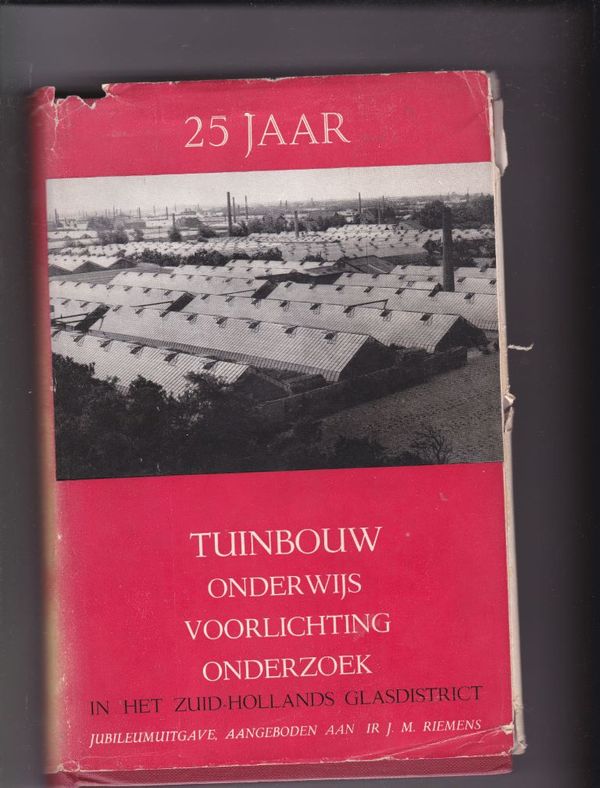 25 JAAR
TUINBOUW
ONDERWIJS
VOORLICHTING
ONDERZOEK
IN HET ZUID-HOLLANDS GLASDISTRICT
JUBILEUMUITGAVE, AANGEBODEN AAN IR J. M. RIEMENS